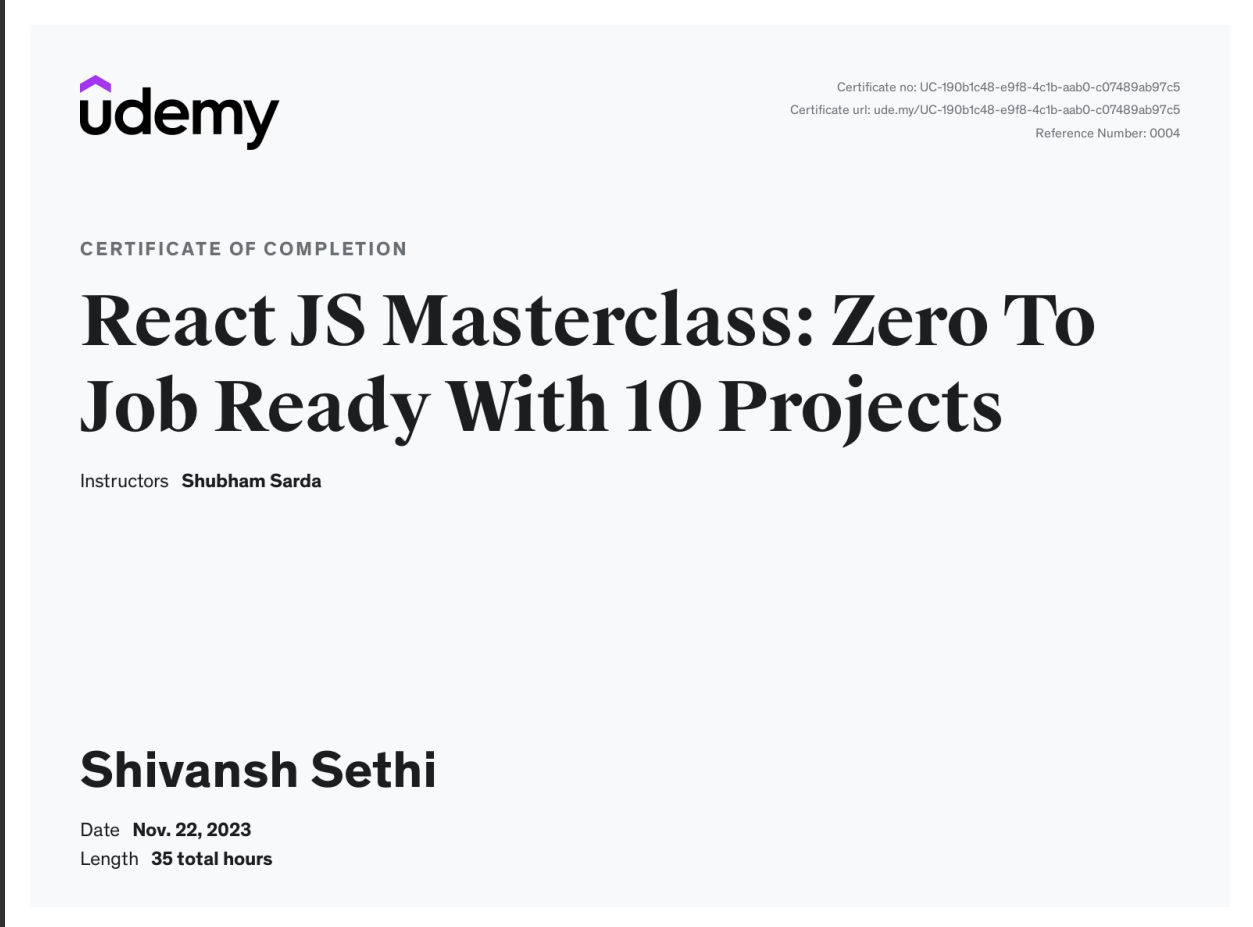 udemy
Certificate no: UC-190b1c48-e9f8-4c1b-aab0-c07489ab97c5
Certificate url: ude.my/UC-190b1c48-e9f8-4c1b-aab0-c07489ab97c5
Reference Number: 0004
CERTIFICATE OF COMPLETION
React JS Masterclass: Zero To
Job Ready With 10 Projects
Instructors Shubham Sarda
Shivansh Sethi
Date Nov. 22, 2023
Length 35 total hours